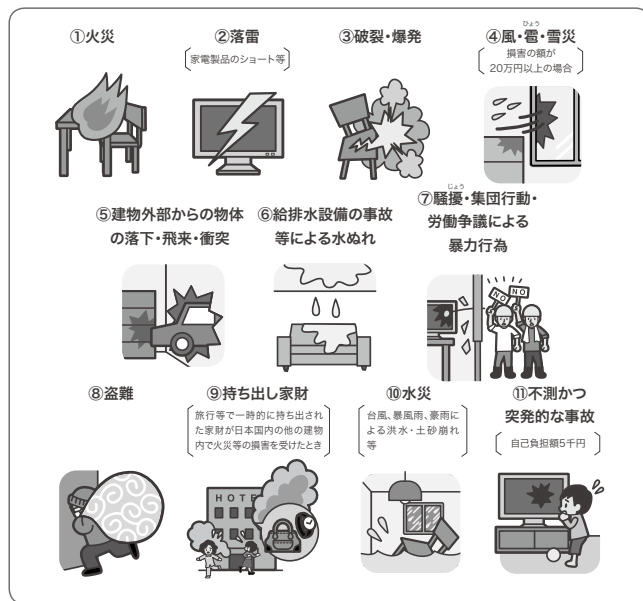 ①火災
②落雷
家電製品のショート等
③破裂・爆発
ひょう
④風・雹・雪災
損害の額が
20万円以上の場合
⑤建物外部からの物体
の落下・飛来・衝突
⑥給排水設備の事故
等による水ぬれ
じょう
⑦騒擾・集団行動・
労働争議による
暴力行為
NO NO
⑧盗難
⑨持ち出し家財
旅行等で一時的に持ち出され
た家財が日本国内の他の建物
内で火災等の損害を受けたとき
HOTE
⑩水災
台風、暴風雨、豪雨に
よる洪水・土砂崩れ
等
⑪不測かつ
突発的な事故
自己負担額5千円